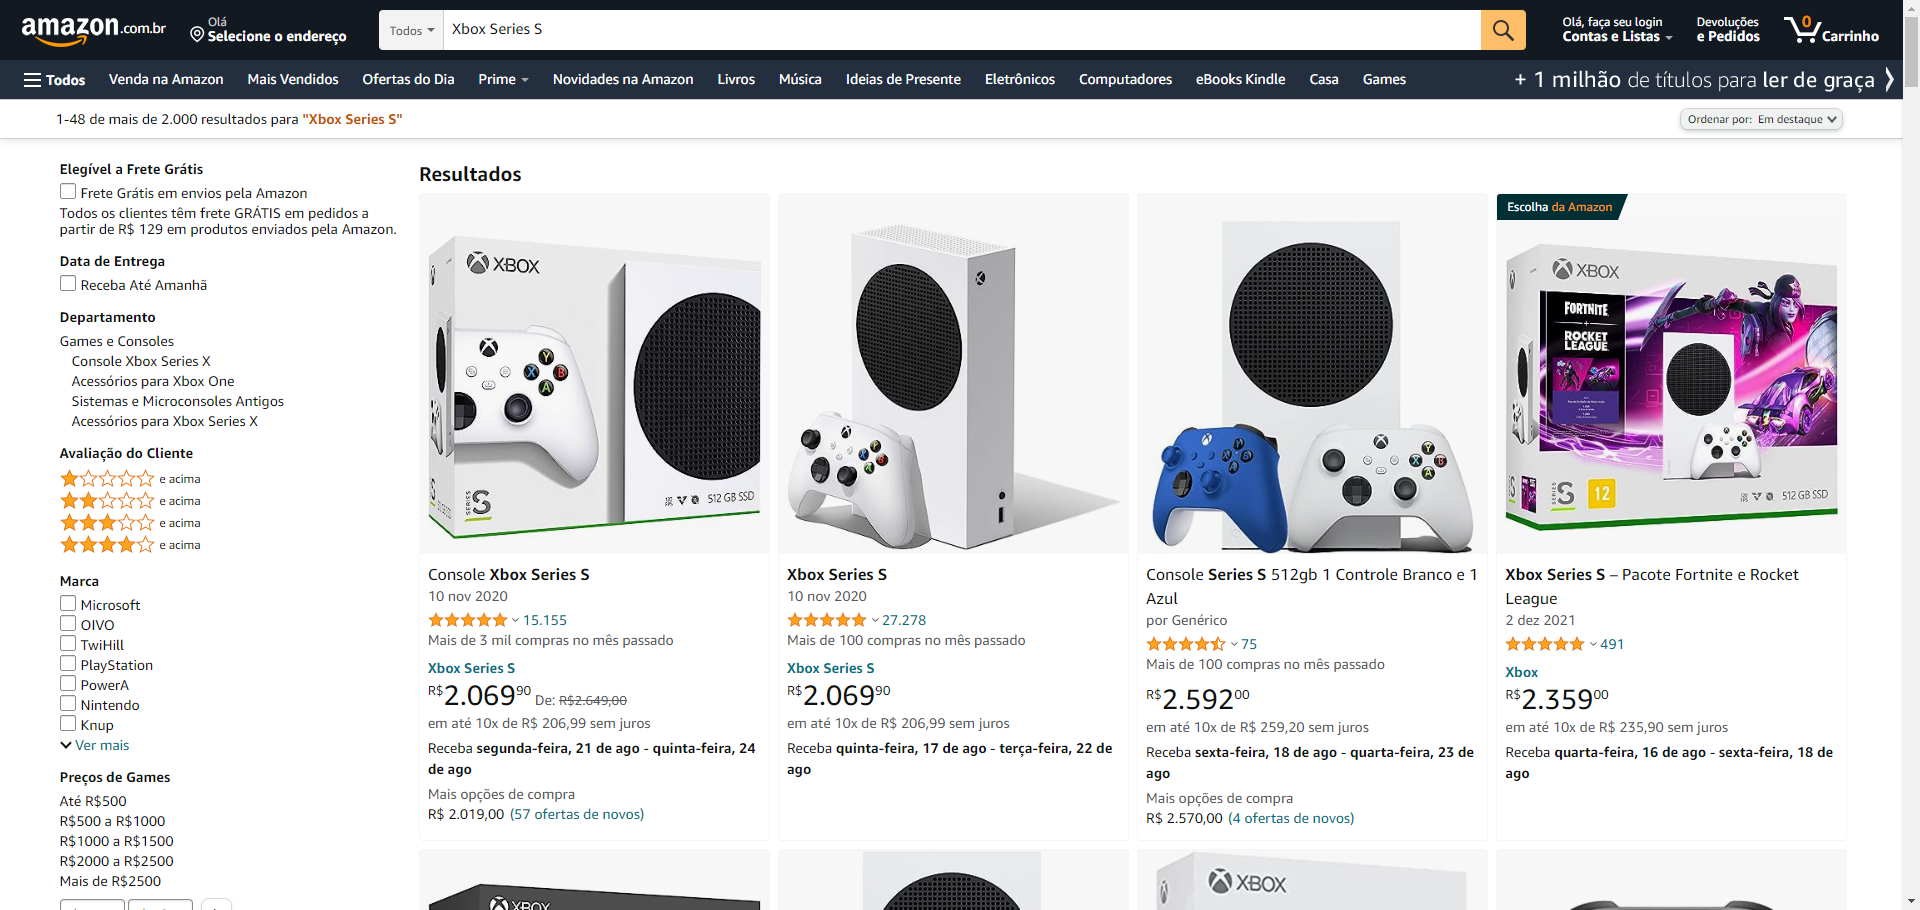 amazon.com.br
Olá
Selecione o endereço
Todos
Xbox Series S
Olá, faça seu login
Contas e Listas
Devoluções
e Pedidos
0
Carrinho
Todos
Venda na Amazon
Mais Vendidos
Ofertas do Dia
Prime
Novidades na Amazon
Livros
Música
Ideias de Presente
Eletrônicos
Computadores
eBooks Kindle
Casa
Games
+ 1 milhão de títulos para ler de graça
1-48 de mais de 2.000 resultados para "Xbox Series S"
Ordenar por: Em destaque
Elegível a Frete Grátis
Frete Grátis em envios pela Amazon
Todos os clientes têm frete GRÁTIS em pedidos a
partir de R$ 129 em produtos enviados pela Amazon.
Data de Entrega
Receba Até Amanhã
Departamento
Games e Consoles
Console Xbox Series X
Acessórios para Xbox One
Sistemas e Microconsoles Antigos
Acessórios para Xbox Series X
Avaliação do Cliente
e acima
e acima
e acima
e acima
Marca
Microsoft
OIVO
TwiHill
PlayStation
PowerA
Nintendo
Knup
Ver mais
Preços de Games
Até R$500
R$500 a R$1000
R$1000 a R$1500
R$2000 a R$2500
Mais de R$2500
Resultados
XBOX
Y
X
B
A
SERIES
S
512 GB SSD
Console Xbox Series S
10 nov 2020
15.155
Mais de 3 mil compras no mês passado
Xbox Series S
R$2.06990 De: R$2.649,00
em até 10x de R$ 206,99 sem juros
Receba segunda-feira, 21 de ago - quinta-feira, 24
de ago
Mais opções de compra
R$ 2.019,00 (57 ofertas de novos)
Xbox Series S
10 nov 2020
27.278
Mais de 100 compras no mês passado
Xbox Series S
R$2.06990
em até 10x de R$ 206,99 sem juros
Receba quinta-feira, 17 de ago - terça-feira, 22 de
ago
Console Series S 512gb 1 Controle Branco e 1
Azul
por Genérico
75
Mais de 100 compras no mês passado
R$2.59200
em até 10x de R$ 259,20 sem juros
Receba sexta-feira, 18 de ago - quarta-feira, 23 de
ago
Mais opções de compra
R$ 2.570,00 (4 ofertas de novos)
Escolha da Amazon
XBOX
FORTNITE
+
ROCKET
LEAGUE
SERIES
S
12
512 GB SSD
Xbox Series S – Pacote Fortnite e Rocket
League
2 dez 2021
491
Xbox
R$2.35900
em até 10x de R$ 235,90 sem juros
Receba quarta-feira, 16 de ago - sexta-feira, 18 de
ago
XBOX
XBOX